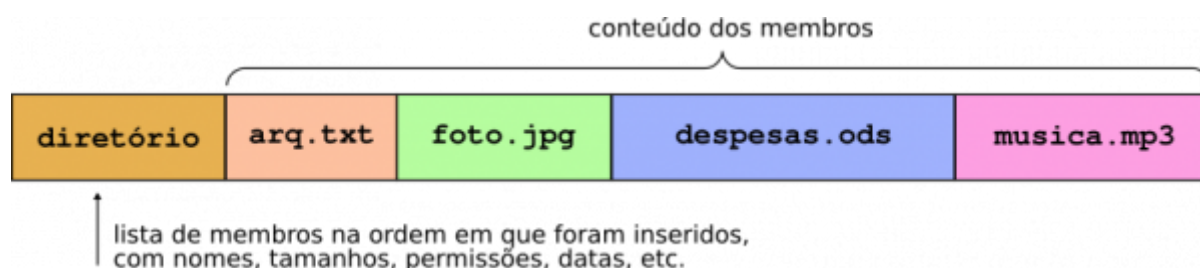 conteúdo dos membros
diretório arq.txt foto.jpg despesas.ods musica.mp3
lista de membros na ordem em que foram inseridos,
com nomes, tamanhos, permissões, datas, etc.